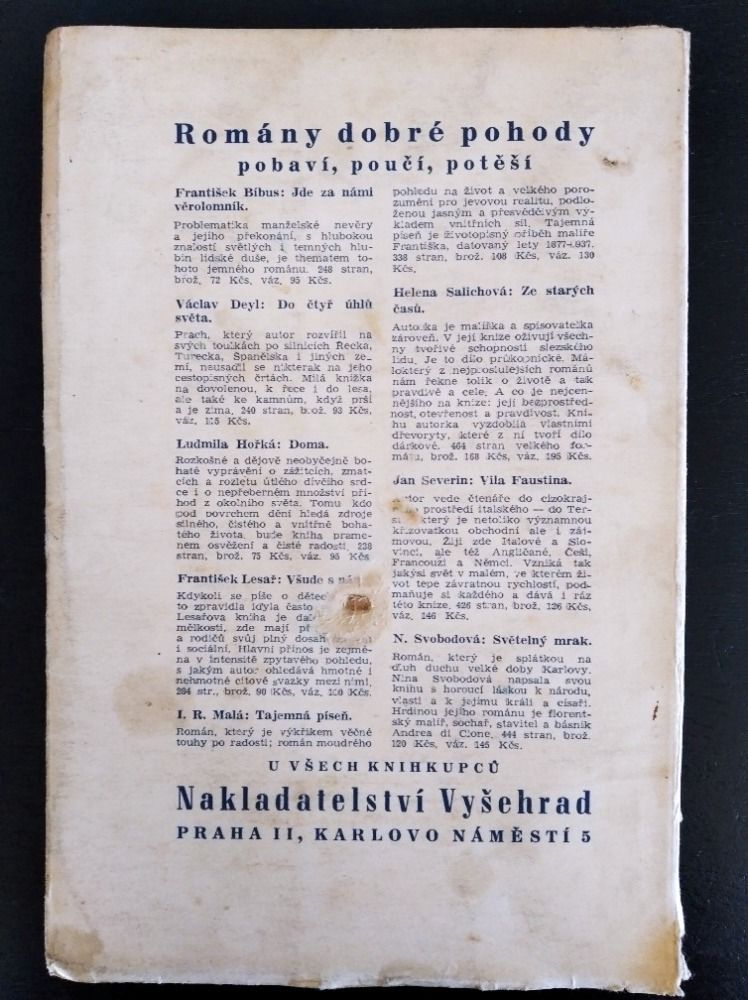 Romány dobré pohody
pobaví, poučí, potěší
František Bíbus: Jde za námi
věrolomník.
Problematika manželské nevěry
a jejího překonání, s hlubokou
znalostí světlých i temných hlu-
bin lidské duše, je thematem to-
hoto jemného románu. 248 stran,
brož. 72 Kčs, váz. 95 Kčs.
Václav Deyl: Do čtyř úhlů
světa.
Prach, který autor rozvířil na
svých toulkách po silnicích Řecka,
Turecka, Španělska i jiných ze-
mí, neusadil se nikterak na jeho
cestopisných črtách. Milá knížka
na dovolenou, k řece i do lesa,
ale také ke kamnům, když prší
a je zima, 240 stran, brož. 93 Kčs,
váz. 115 Kčs.
Ludmila Hořká: Doma.
Rozkošné a dějově neobyčejně bo-
haté vyprávění o zážitcích, zmat-
cích a rozletu útlého dívčího srd-
ce i o nepřeberném množství pří-
hod z okolního světa. Tomu kdo
pod povrchem dění hledá zdroje
silného, čistého a vnitřně boha-
tého života, bude kniha prame-
nem osvěžení a čisté radosti, 238
stran, brož. 75 Kčs, váz. 95 Kčs.
František Lesař: Všude s
Kdykoli se píše o
to zpravidla idyla často
Lesařova kniha je
mělkosti, zde mají
a rodičů svůj plný dosah
i sociální. Hlavní přínos je zejmé-
na v intensitě zpytavého pohledu,
s jakým autor ohledává hmotné i
nehmotné citové svazky mezi nimi,
284 str., brož. 90 Kčs, váz. Kčs.
I. R. Malá: Tajemná píseň.
Román, který je výkřikem věčné
touhy po radosti; román moudrého
pohledu na život a velkého poro-
zumění pro jevovou realitu, podlo-
ženou jasným a přesvědčivým vý-
kladem vnitřních sil. Tajemná
píseň je životopisný příběh malíře
Františka, datovaný lety 1877-1937.
338 stran, brož. 108 Kčs, váz. 130
Kčs.
Helena Salichová: Ze starých
časů.
Autorka je malířka a spisovatelka
zároveň. V její knize oživují všech-
ny tvořivé schopnosti slezského
lidu. Je to dílo průkopnické. Má-
lokterý z nejproslulejších románů
nám řekne tolik o životě a tak
pravdivě a cele. A co je nejcen-
nějšího na knize: její bezprostřed-
nost, otevřenost a pravdivost. Kni-
hu autorka vyzdobila vlastními
dřevoryty, které z ní tvoří dílo
dárkové. 464 stran velkého for-
mátu, brož. 168 Kčs, váz. 195 Kčs.
Jan Severin: Vila Faustina.
vede čtenáře do cizokraj-
prostředí italského — do Ter-
který je netoliko významnou
křižovatkou obchodní ale i záj-
movou. Žijí zde Italové a Slo-
vinci, ale též Angličané, Češi,
Francouzi a Němci. Vzniká tak
jakýsi svět v malém, ve kterém ži-
vot tepe závratnou rychlostí, pod-
maňuje si každého a dává i ráz
této knize, 426 stran, brož. 126 Kčs,
váz. 146 Kčs.
N. Svobodová: Světelný mrak.
Román, který je splátkou na
dluh duchu velké doby Karlovy.
Nina Svobodová napsala svou
knihu s horoucí láskou k národu,
vlasti a k jejímu králi a císaři.
Hrdinou jejího románu je florent-
ský malíř, sochař, stavitel a básník
Andrea di Cione. 444 stran, brož.
120 Kčs, váz. 145 Kčs.
U VŠECH KNIHKUPCŮ
Nakladatelství Vyšehrad
PRAHA II, KARLOVO NÁMĚSTÍ 5